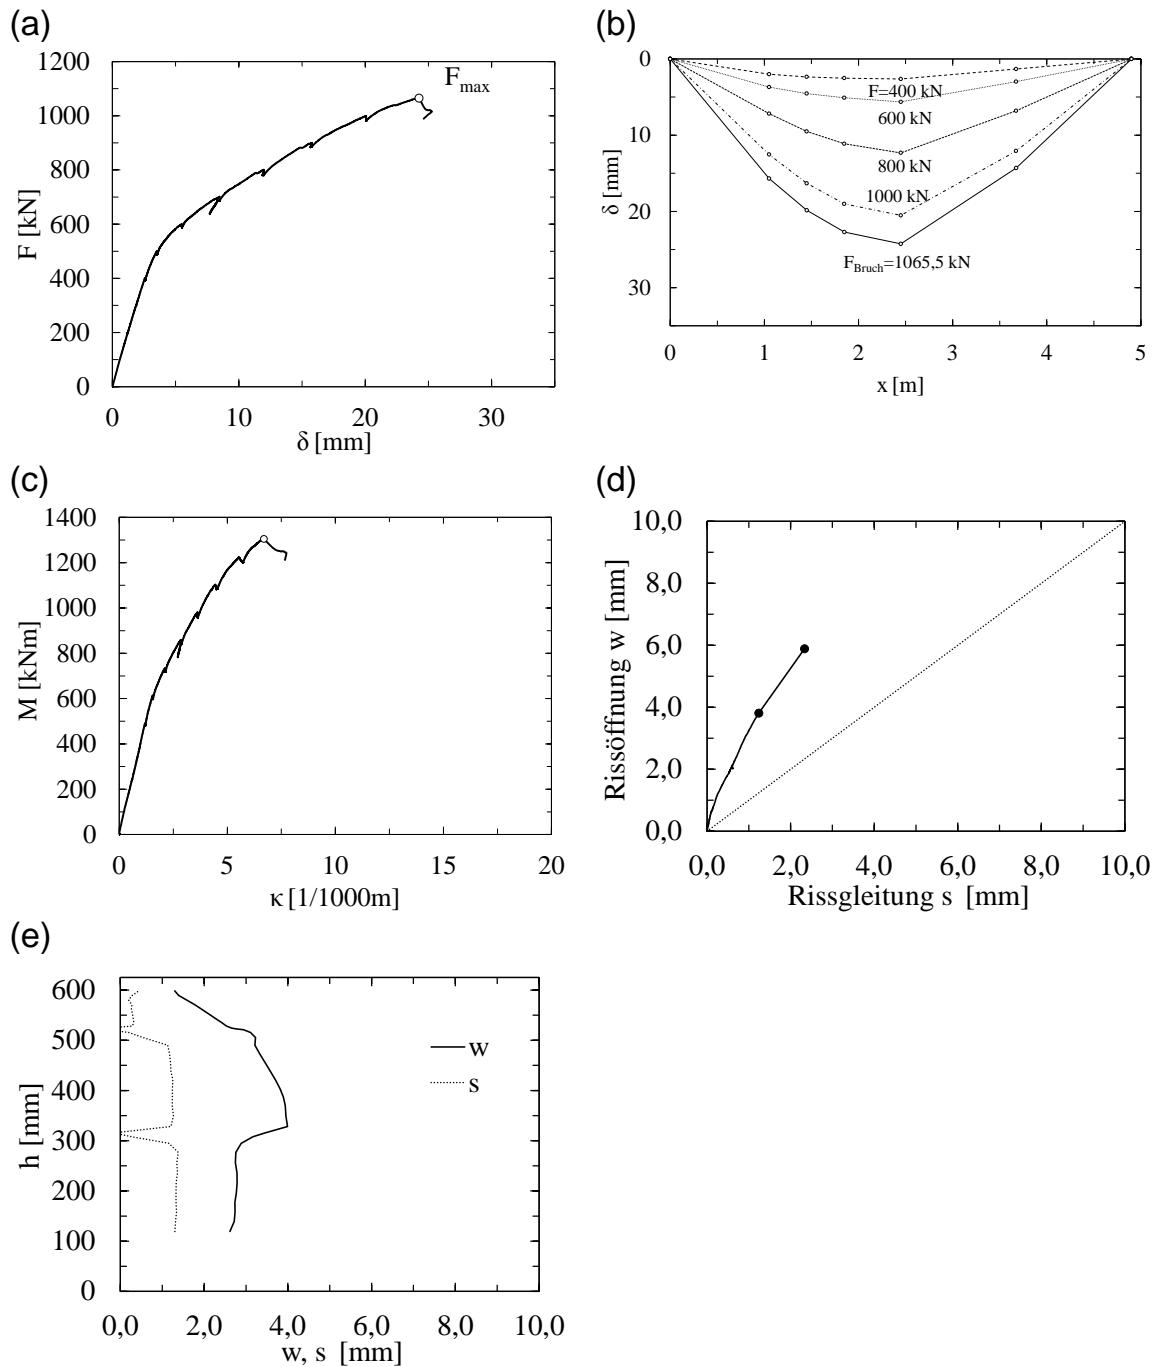 (a)
1200
1000
800
600
400
200
0
F [kN]
F_max
0 10 20 30
δ [mm]
(b)
0
10
20
30
δ [mm]
F=400 kN
600 kN
800 kN
1000 kN
F_Bruch=1065,5 kN
0 1 2 3 4 5
x [m]
(c)
1400
1200
1000
800
600
400
200
0
M [kNm]
0 5 10 15 20
κ [1/1000m]
(d)
10,0
8,0
6,0
4,0
2,0
0,0
Rissöffnung w [mm]
0,0 2,0 4,0 6,0 8,0 10,0
Rissgleitung s [mm]
(e)
600
500
400
300
200
100
0
h [mm]
w
s
0,0 2,0 4,0 6,0 8,0 10,0
w, s [mm]